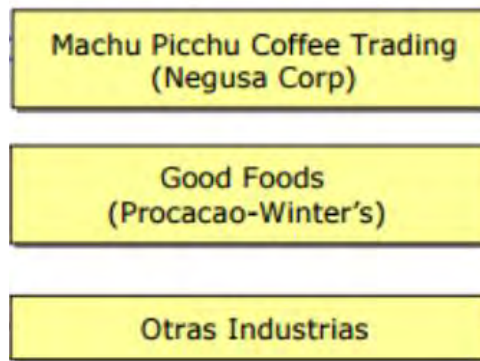 Machu Picchu Coffee Trading
(Negusa Corp)
Good Foods
(Procacao-Winter's)
Otras Industrias